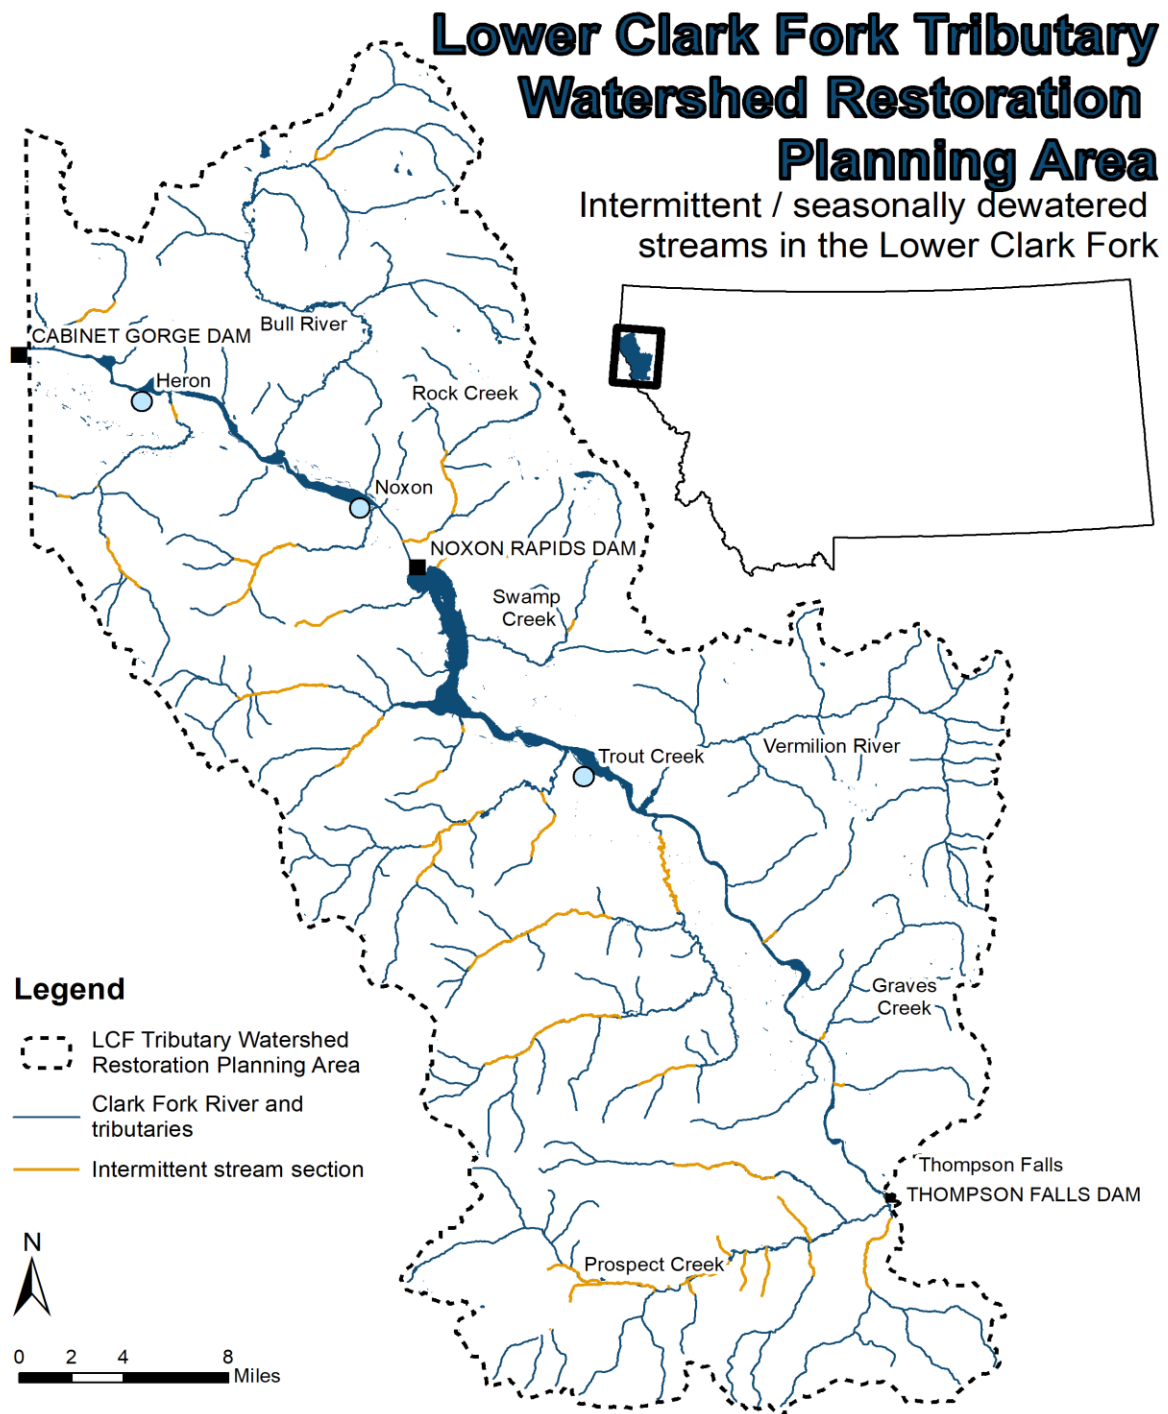 Lower Clark Fork Tributary
Watershed Restoration
Planning Area
Intermittent / seasonally dewatered
streams in the Lower Clark Fork
Bull River
CABINET GORGE DAM
Heron
Rock Creek
Noxon
NOXON RAPIDS DAM
Swamp
Creek
Trout Creek
Vermilion River
Graves
Creek
Legend
LCF Tributary Watershed
Restoration Planning Area
Clark Fork River and
tributaries
Intermittent stream section
Thompson Falls
THOMPSON FALLS DAM
Prospect Creek
N
0 2 4 8
Miles